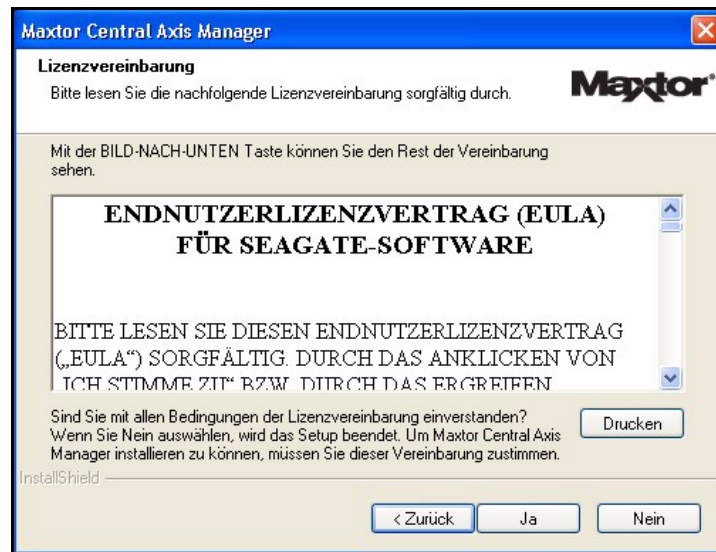 Maxtor Central Axis Manager
Lizenzvereinbarung
Bitte lesen Sie die nachfolgende Lizenzvereinbarung sorgfältig durch.
Maxtor
Mit der BILD-NACH-UNTEN Taste können Sie den Rest der Vereinbarung
sehen.
ENDNUTZERLIZENZVERTRAG (EULA)
FÜR SEAGATE-SOFTWARE
BITTE LESEN SIE DIESEN ENDNUTZERLIZENZVERTRAG
(„EULA“) SORGFÄLTIG. DURCH DAS ANKLICKEN VON
„ICH STIMME ZU“ BZW. DURCH DAS ERGREIFEN
Sind Sie mit allen Bedingungen der Lizenzvereinbarung einverstanden?
Wenn Sie Nein auswählen, wird das Setup beendet. Um Maxtor Central Axis
Manager installieren zu können, müssen Sie dieser Vereinbarung zustimmen.
Drucken
InstallShield
< Zurück
Ja
Nein